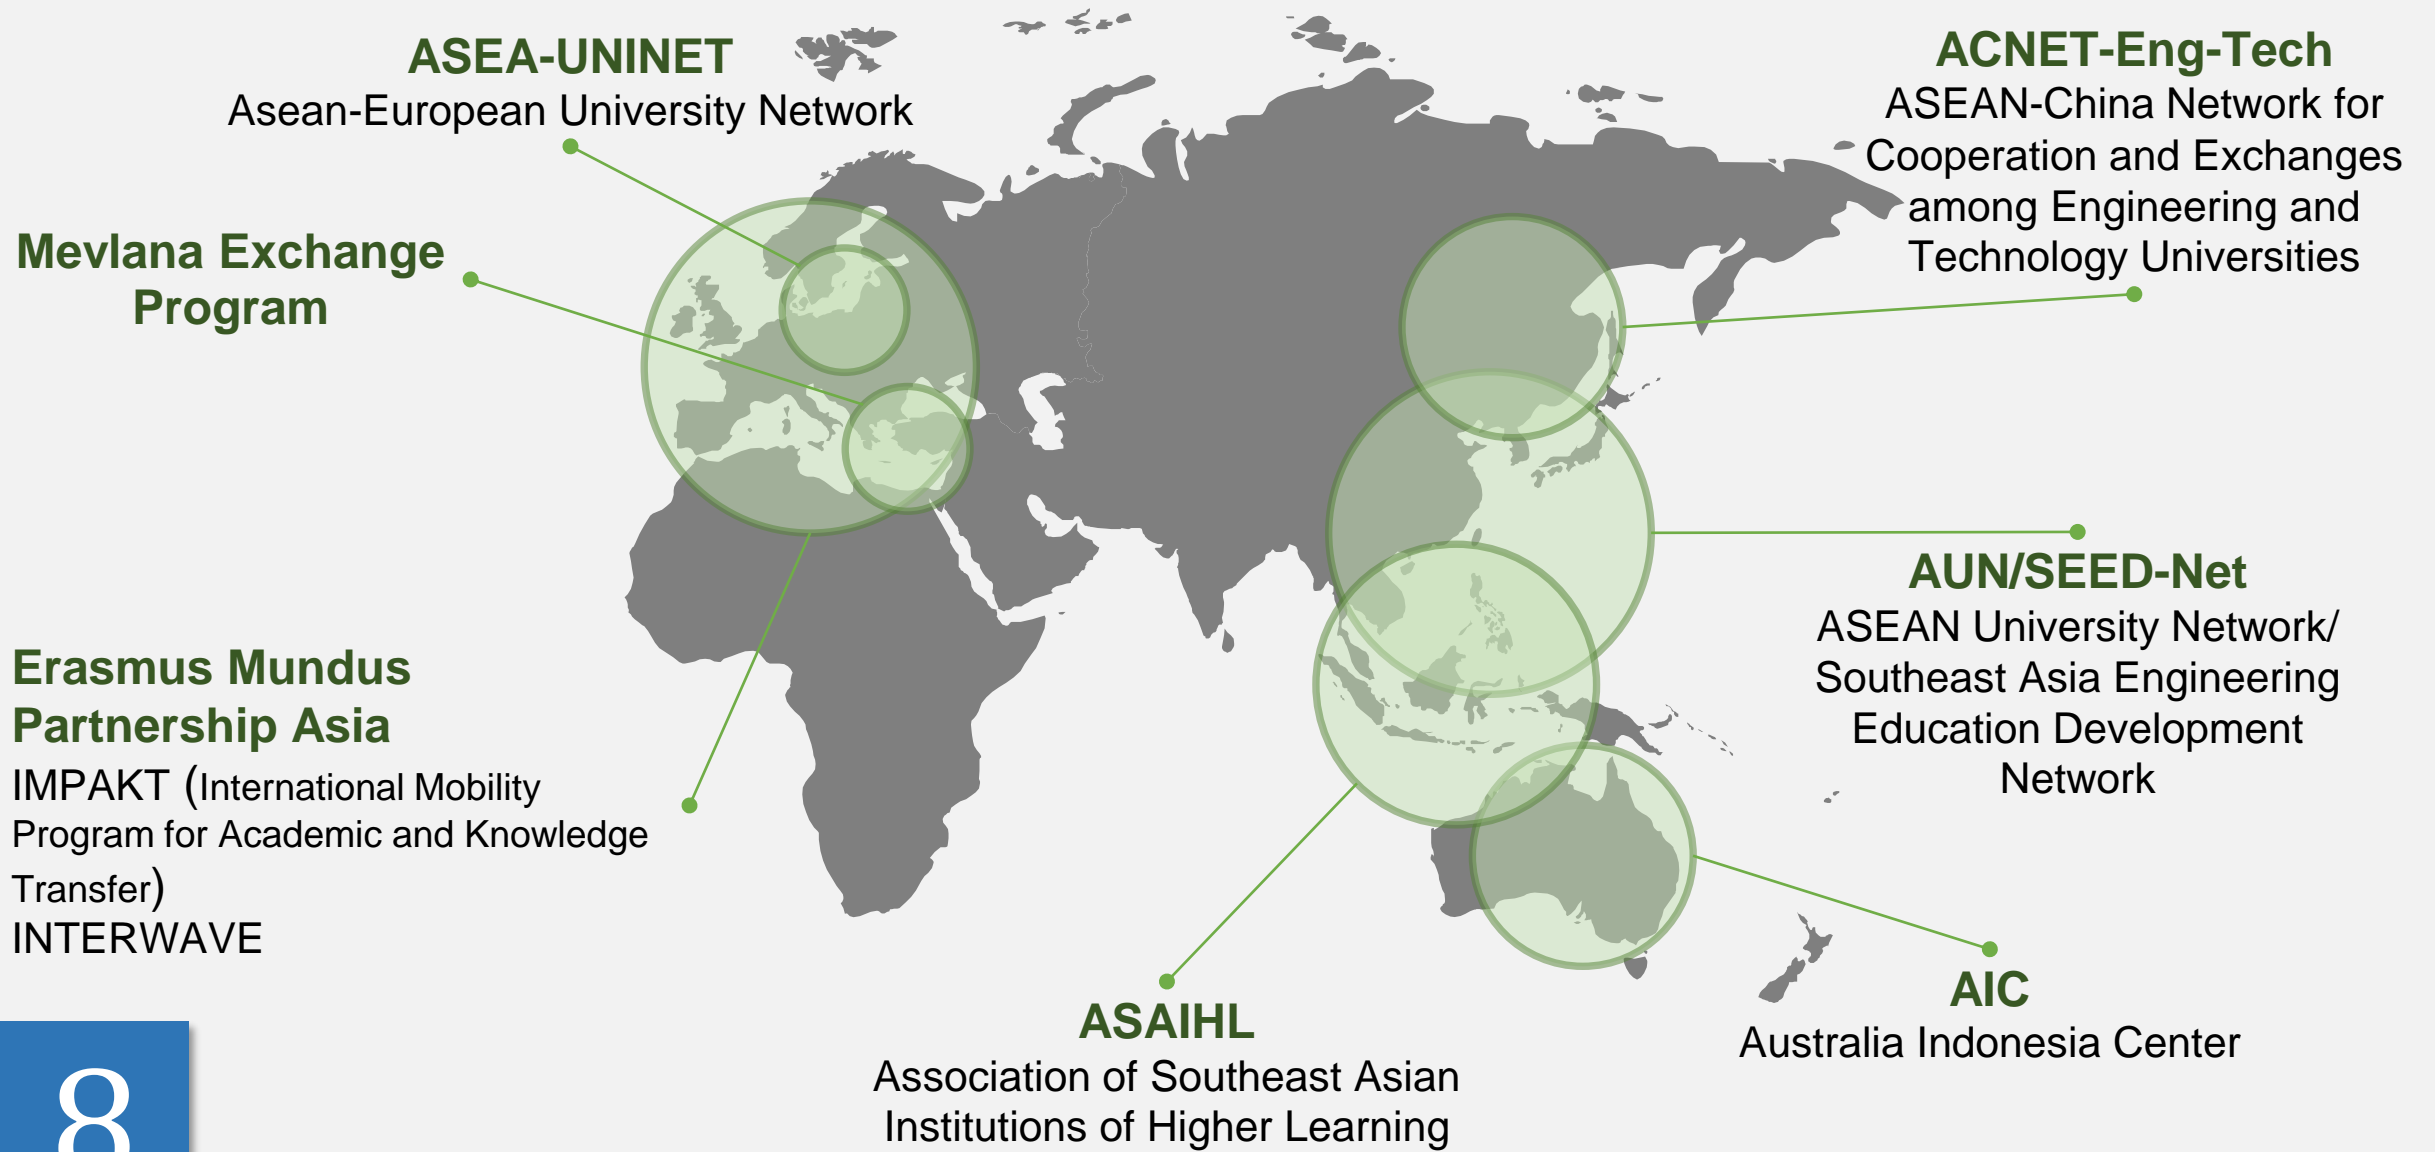 ASEA-UNINET
Asean-European University Network
Mevlana Exchange
Program
Erasmus Mundus
Partnership Asia
IMPAKT (International Mobility
Program for Academic and Knowledge
Transfer)
INTERWAVE
ACNET-Eng-Tech
ASEAN-China Network for
Cooperation and Exchanges
among Engineering and
Technology Universities
AUN/SEED-Net
ASEAN University Network/
Southeast Asia Engineering
Education Development
Network
AIC
Australia Indonesia Center
ASAIHL
Association of Southeast Asian
Institutions of Higher Learning
8